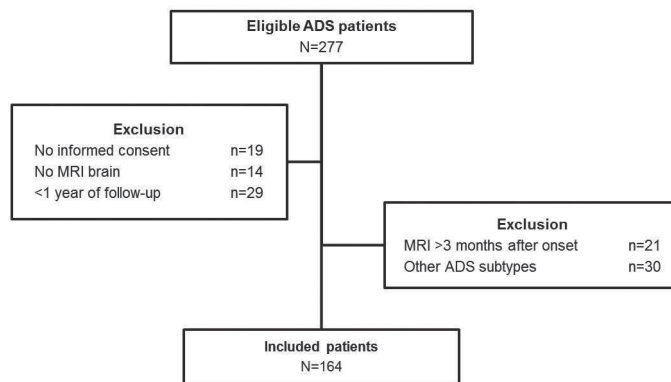 Eligible ADS patients
N=277
Exclusion
No informed consent n=19
No MRI brain n=14
<1 year of follow-up n=29
Exclusion
MRI >3 months after onset n=21
Other ADS subtypes n=30
Included patients
N=164